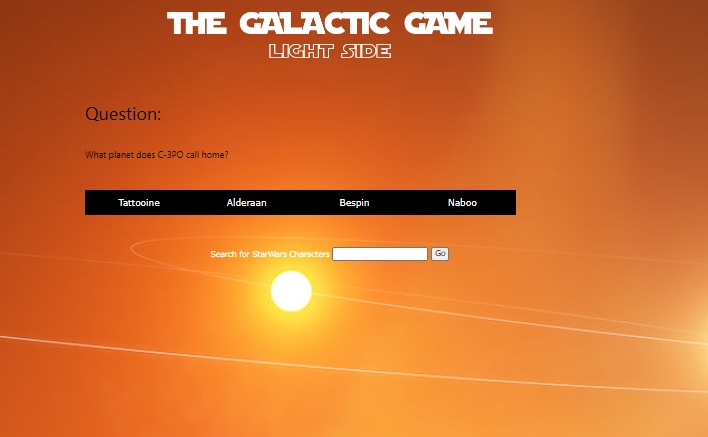 THE GALACTIC GAME
LIGHT SIDE
Question:
What planet does C-3PO call home?
Tattooine Alderaan Bespin Naboo
Search for StarWars Characters Go